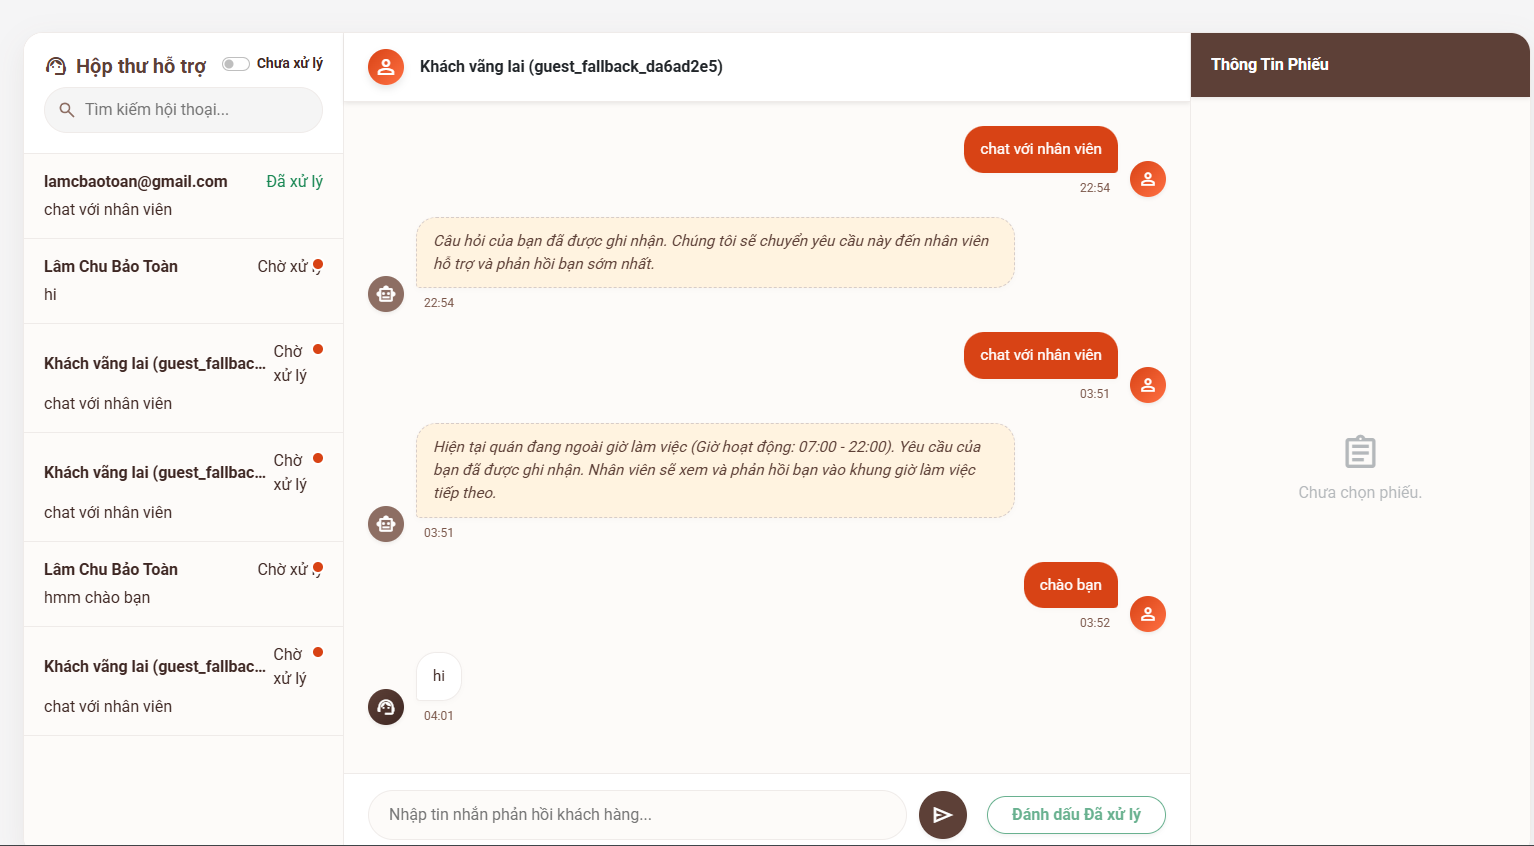 Hộp thư hỗ trợ
Chưa xử lý
Tìm kiếm hội thoại...
lamcbaotoan@gmail.com
Đã xử lý
chat với nhân viên
Lâm Chu Bảo Toàn
Chờ xử lý
hi
Khách vãng lai (guest_fallbac...
Chờ
xử lý
chat với nhân viên
Khách vãng lai (guest_fallbac...
Chờ
xử lý
chat với nhân viên
Lâm Chu Bảo Toàn
Chờ xử lý
hmm chào bạn
Khách vãng lai (guest_fallbac...
Chờ
xử lý
chat với nhân viên
Khách vãng lai (guest_fallback_da6ad2e5)
chat với nhân viên
22:54
Câu hỏi của bạn đã được ghi nhận. Chúng tôi sẽ chuyển yêu cầu này đến nhân viên
hỗ trợ và phản hồi bạn sớm nhất.
22:54
chat với nhân viên
03:51
Hiện tại quán đang ngoài giờ làm việc (Giờ hoạt động: 07:00 - 22:00). Yêu cầu của
bạn đã được ghi nhận. Nhân viên sẽ xem và phản hồi bạn vào khung giờ làm việc
tiếp theo.
03:51
chào bạn
03:52
hi
04:01
Nhập tin nhắn phản hồi khách hàng...
Đánh dấu Đã xử lý
Thông Tin Phiếu
Chưa chọn phiếu.